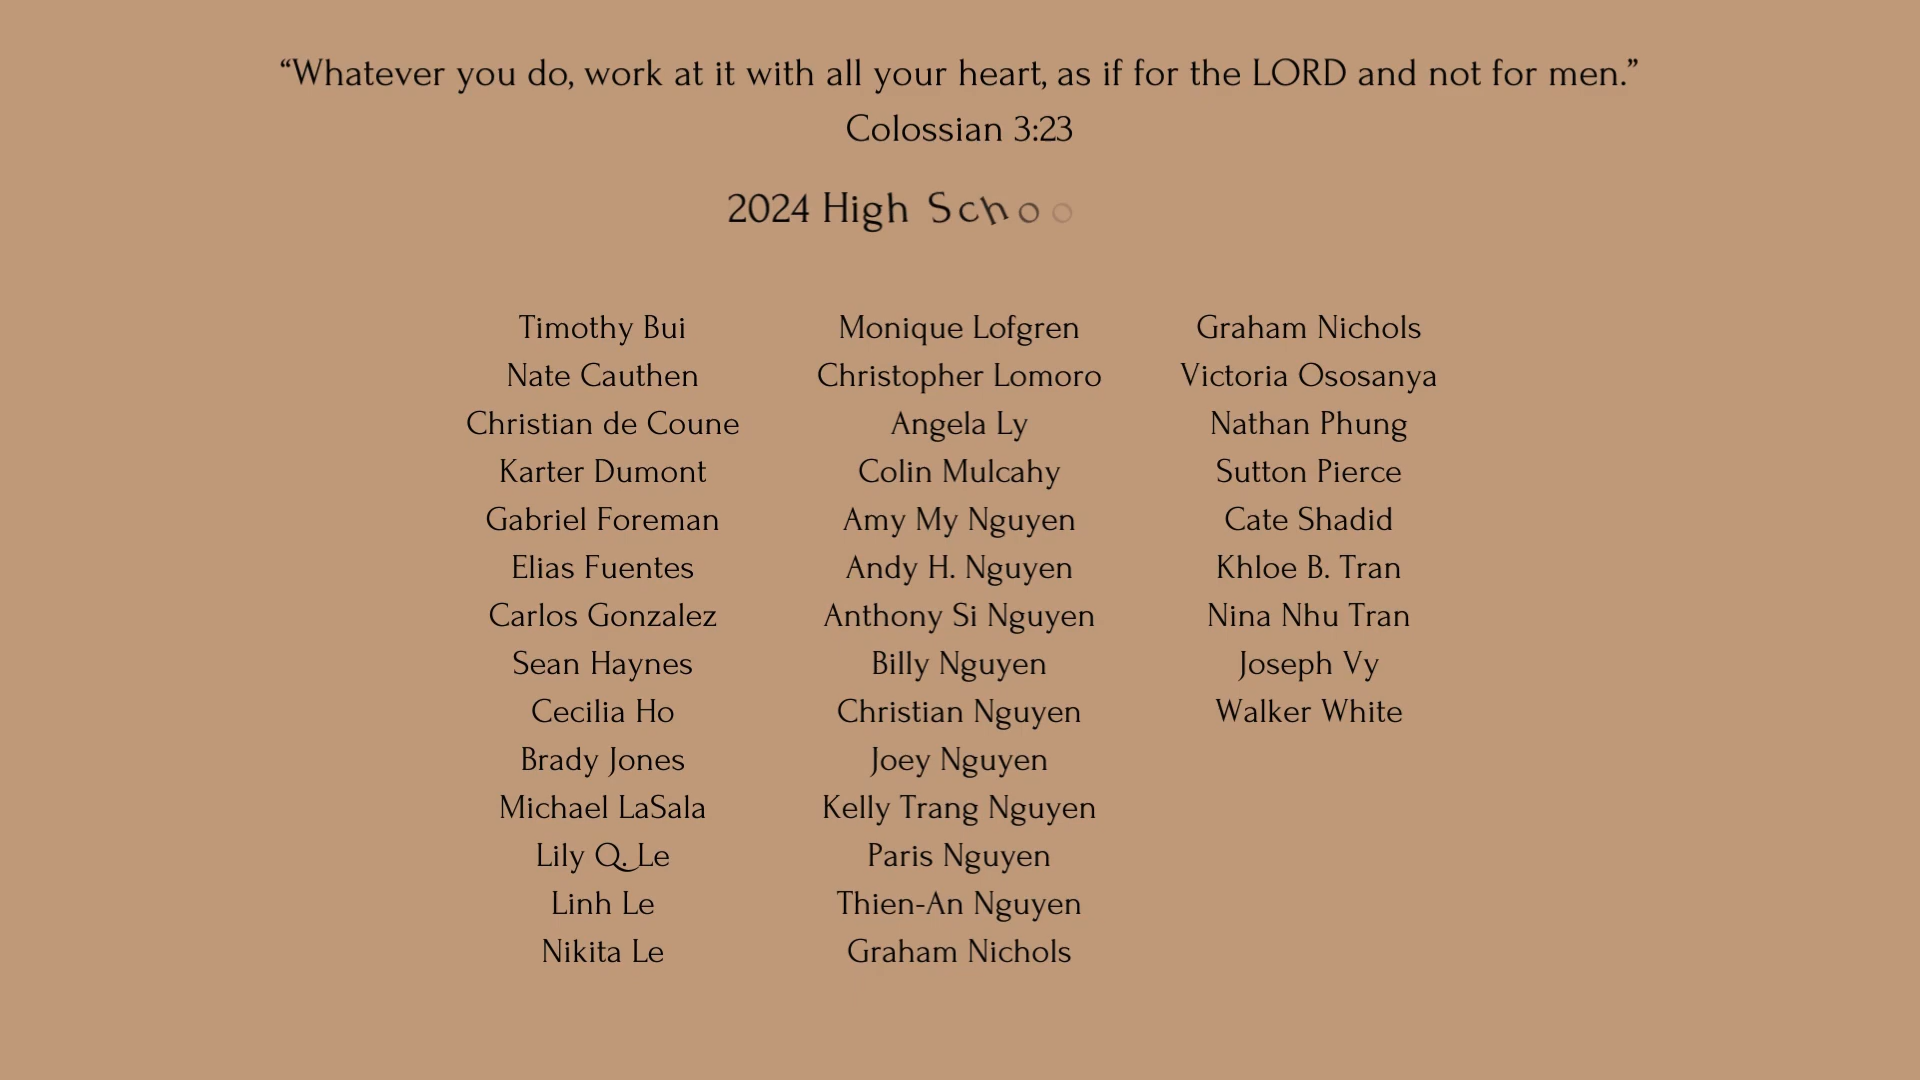 “Whatever you do, work at it with all your heart, as if for the LORD and not for men.”
Colossian 3:23
2024 High Schoo
Timothy Bui
Nate Cauthen
Christian de Coune
Karter Dumont
Gabriel Foreman
Elias Fuentes
Carlos Gonzalez
Sean Haynes
Cecilia Ho
Brady Jones
Michael LaSala
Lily Q. Le
Linh Le
Nikita Le
Monique Lofgren
Christopher Lomoro
Angela Ly
Colin Mulcahy
Amy My Nguyen
Andy H. Nguyen
Anthony Si Nguyen
Billy Nguyen
Christian Nguyen
Joey Nguyen
Kelly Trang Nguyen
Paris Nguyen
Thien-An Nguyen
Graham Nichols
Graham Nichols
Victoria Ososanya
Nathan Phung
Sutton Pierce
Cate Shadid
Khloe B. Tran
Nina Nhu Tran
Joseph Vy
Walker White